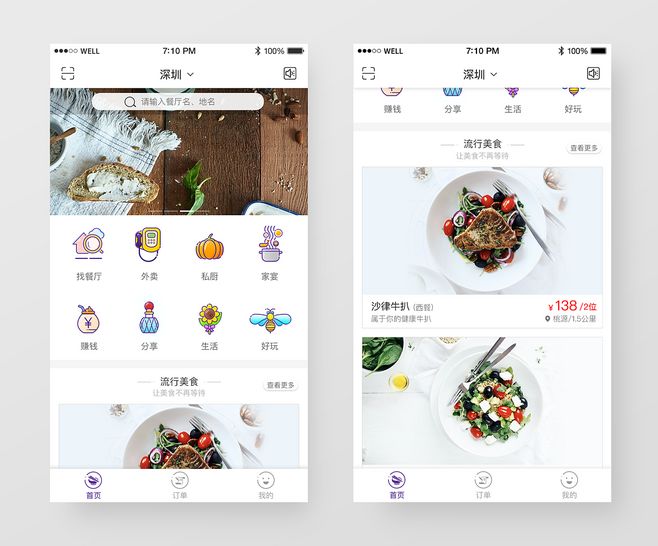 WELL 7:10 PM 100%
深圳
请输入餐厅名、地名
找餐厅 外卖 私厨 家宴
赚钱 分享 生活 好玩
流行美食
查看更多
让美食不再等待
首页 订单 我的
WELL 7:10 PM 100%
深圳
赚钱 分享 生活 好玩
流行美食
查看更多
让美食不再等待
沙律牛扒 (西餐) ¥138/2位
属于你的健康牛扒 桃源/1.5公里
首页 订单 我的